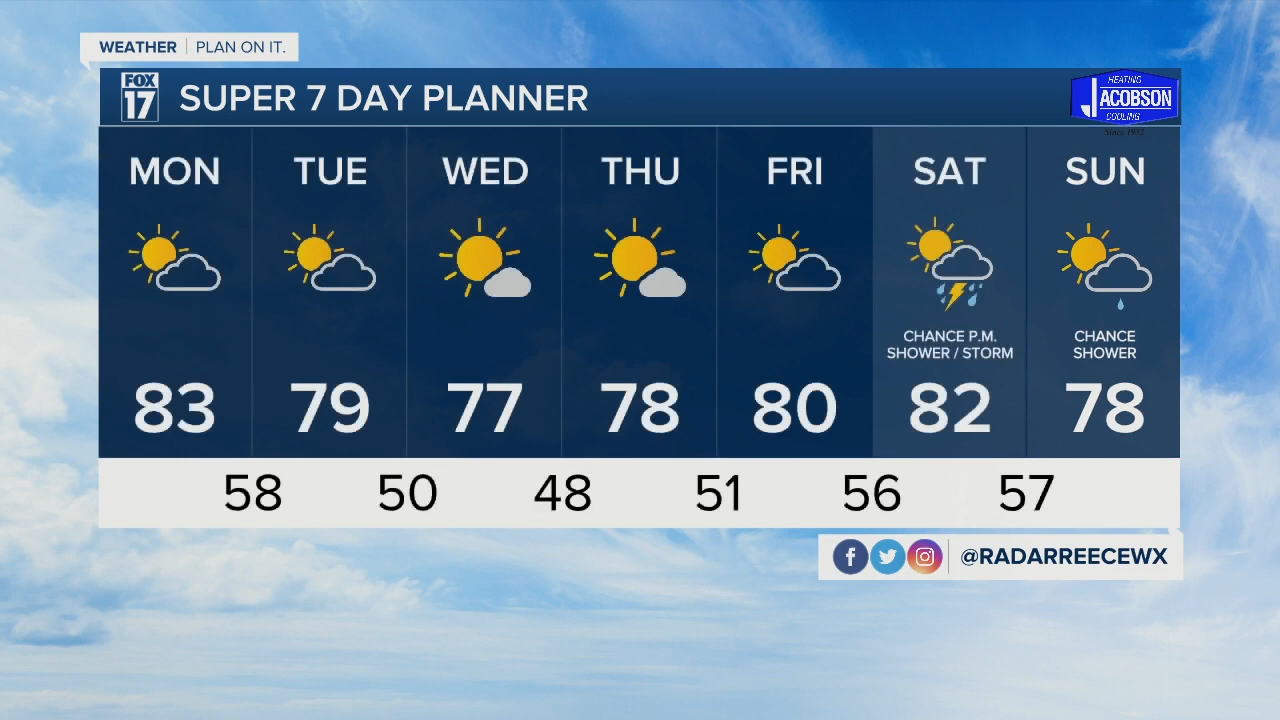 WEATHER | PLAN ON IT.
FOX
17
SUPER 7 DAY PLANNER
HEATING
JACOBSON
COOLING
Since 1932
MON TUE WED THU FRI SAT SUN
CHANCE P.M.
SHOWER / STORM
CHANCE
SHOWER
83 79 77 78 80 82 78
58 50 48 51 56 57
@RADARREECEWX